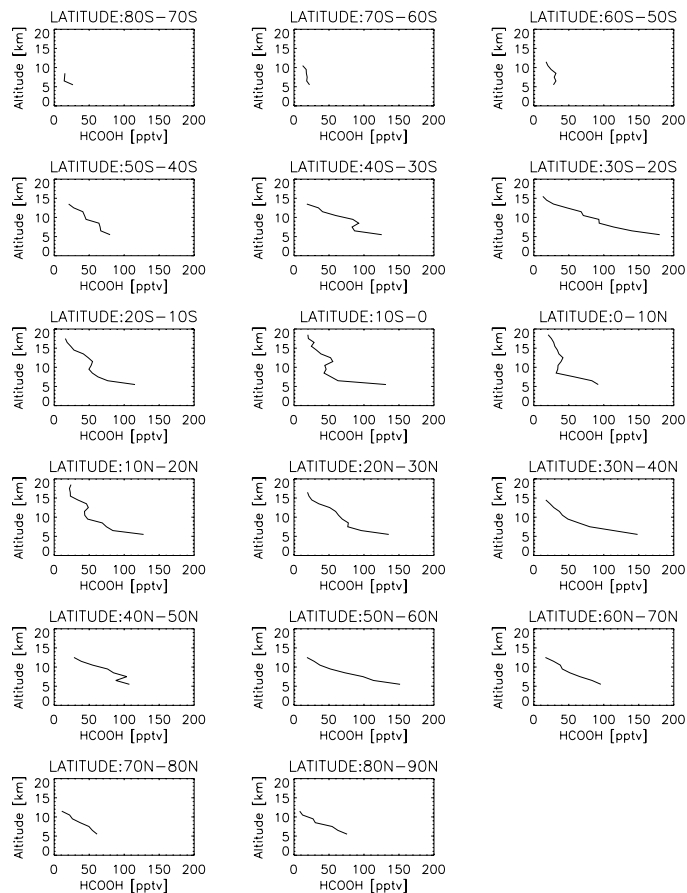 LATITUDE:80S-70S LATITUDE:70S-60S LATITUDE:60S-50S
Altitude [km] 20 15 10 5 0 Altitude [km] 20 15 10 5 0 Altitude [km] 20 15 10 5 0
0 50 100 150 200 0 50 100 150 200 0 50 100 150 200
HCOOH [pptv] HCOOH [pptv] HCOOH [pptv]
LATITUDE:50S-40S LATITUDE:40S-30S LATITUDE:30S-20S
Altitude [km] 20 15 10 5 0 Altitude [km] 20 15 10 5 0 Altitude [km] 20 15 10 5 0
0 50 100 150 200 0 50 100 150 200 0 50 100 150 200
HCOOH [pptv] HCOOH [pptv] HCOOH [pptv]
LATITUDE:20S-10S LATITUDE:10S-0 LATITUDE:0-10N
Altitude [km] 20 15 10 5 0 Altitude [km] 20 15 10 5 0 Altitude [km] 20 15 10 5 0
0 50 100 150 200 0 50 100 150 200 0 50 100 150 200
HCOOH [pptv] HCOOH [pptv] HCOOH [pptv]
LATITUDE:10N-20N LATITUDE:20N-30N LATITUDE:30N-40N
Altitude [km] 20 15 10 5 0 Altitude [km] 20 15 10 5 0 Altitude [km] 20 15 10 5 0
0 50 100 150 200 0 50 100 150 200 0 50 100 150 200
HCOOH [pptv] HCOOH [pptv] HCOOH [pptv]
LATITUDE:40N-50N LATITUDE:50N-60N LATITUDE:60N-70N
Altitude [km] 20 15 10 5 0 Altitude [km] 20 15 10 5 0 Altitude [km] 20 15 10 5 0
0 50 100 150 200 0 50 100 150 200 0 50 100 150 200
HCOOH [pptv] HCOOH [pptv] HCOOH [pptv]
LATITUDE:70N-80N LATITUDE:80N-90N
Altitude [km] 20 15 10 5 0 Altitude [km] 20 15 10 5 0
0 50 100 150 200 0 50 100 150 200
HCOOH [pptv] HCOOH [pptv]